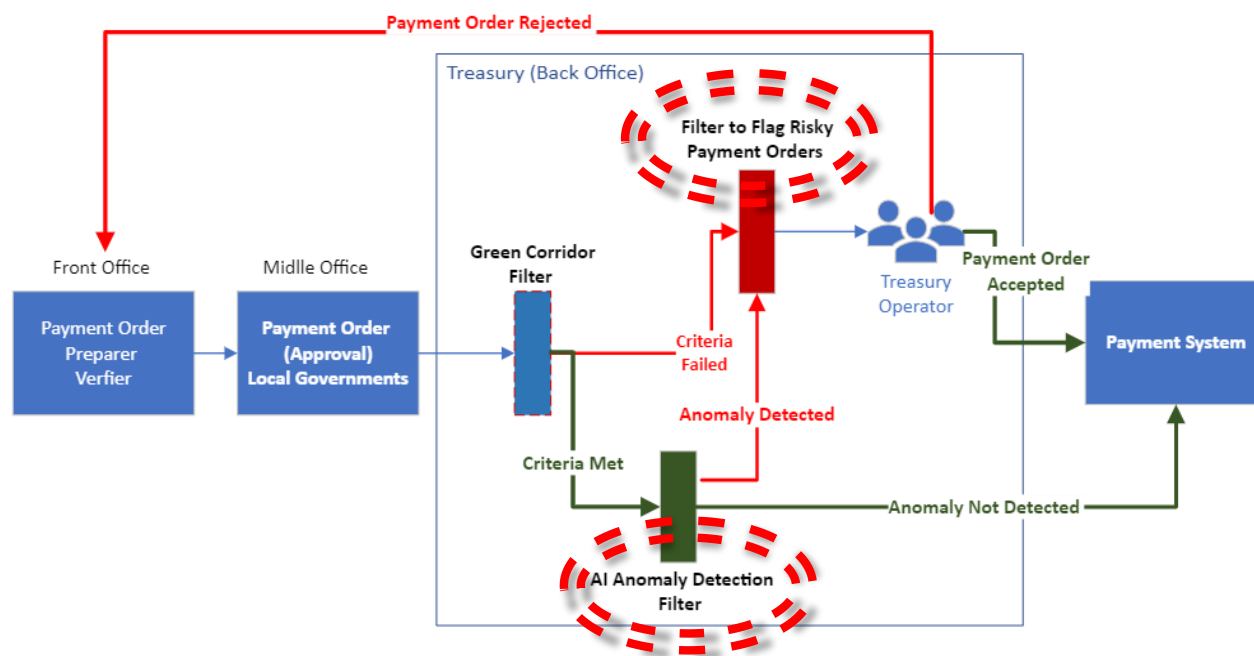 Payment Order Rejected
Treasury (Back Office)
Filter to Flag Risky
Payment Orders
Front Office
Midlle Office
Green Corridor
Filter
Payment Order
Preparer
Verfier
Payment Order
(Approval)
Local Governments
Criteria
Failed
Treasury
Operator
Payment Order
Accepted
Payment System
Anomaly Detected
Criteria Met
Anomaly Not Detected
AI Anomaly Detection
Filter